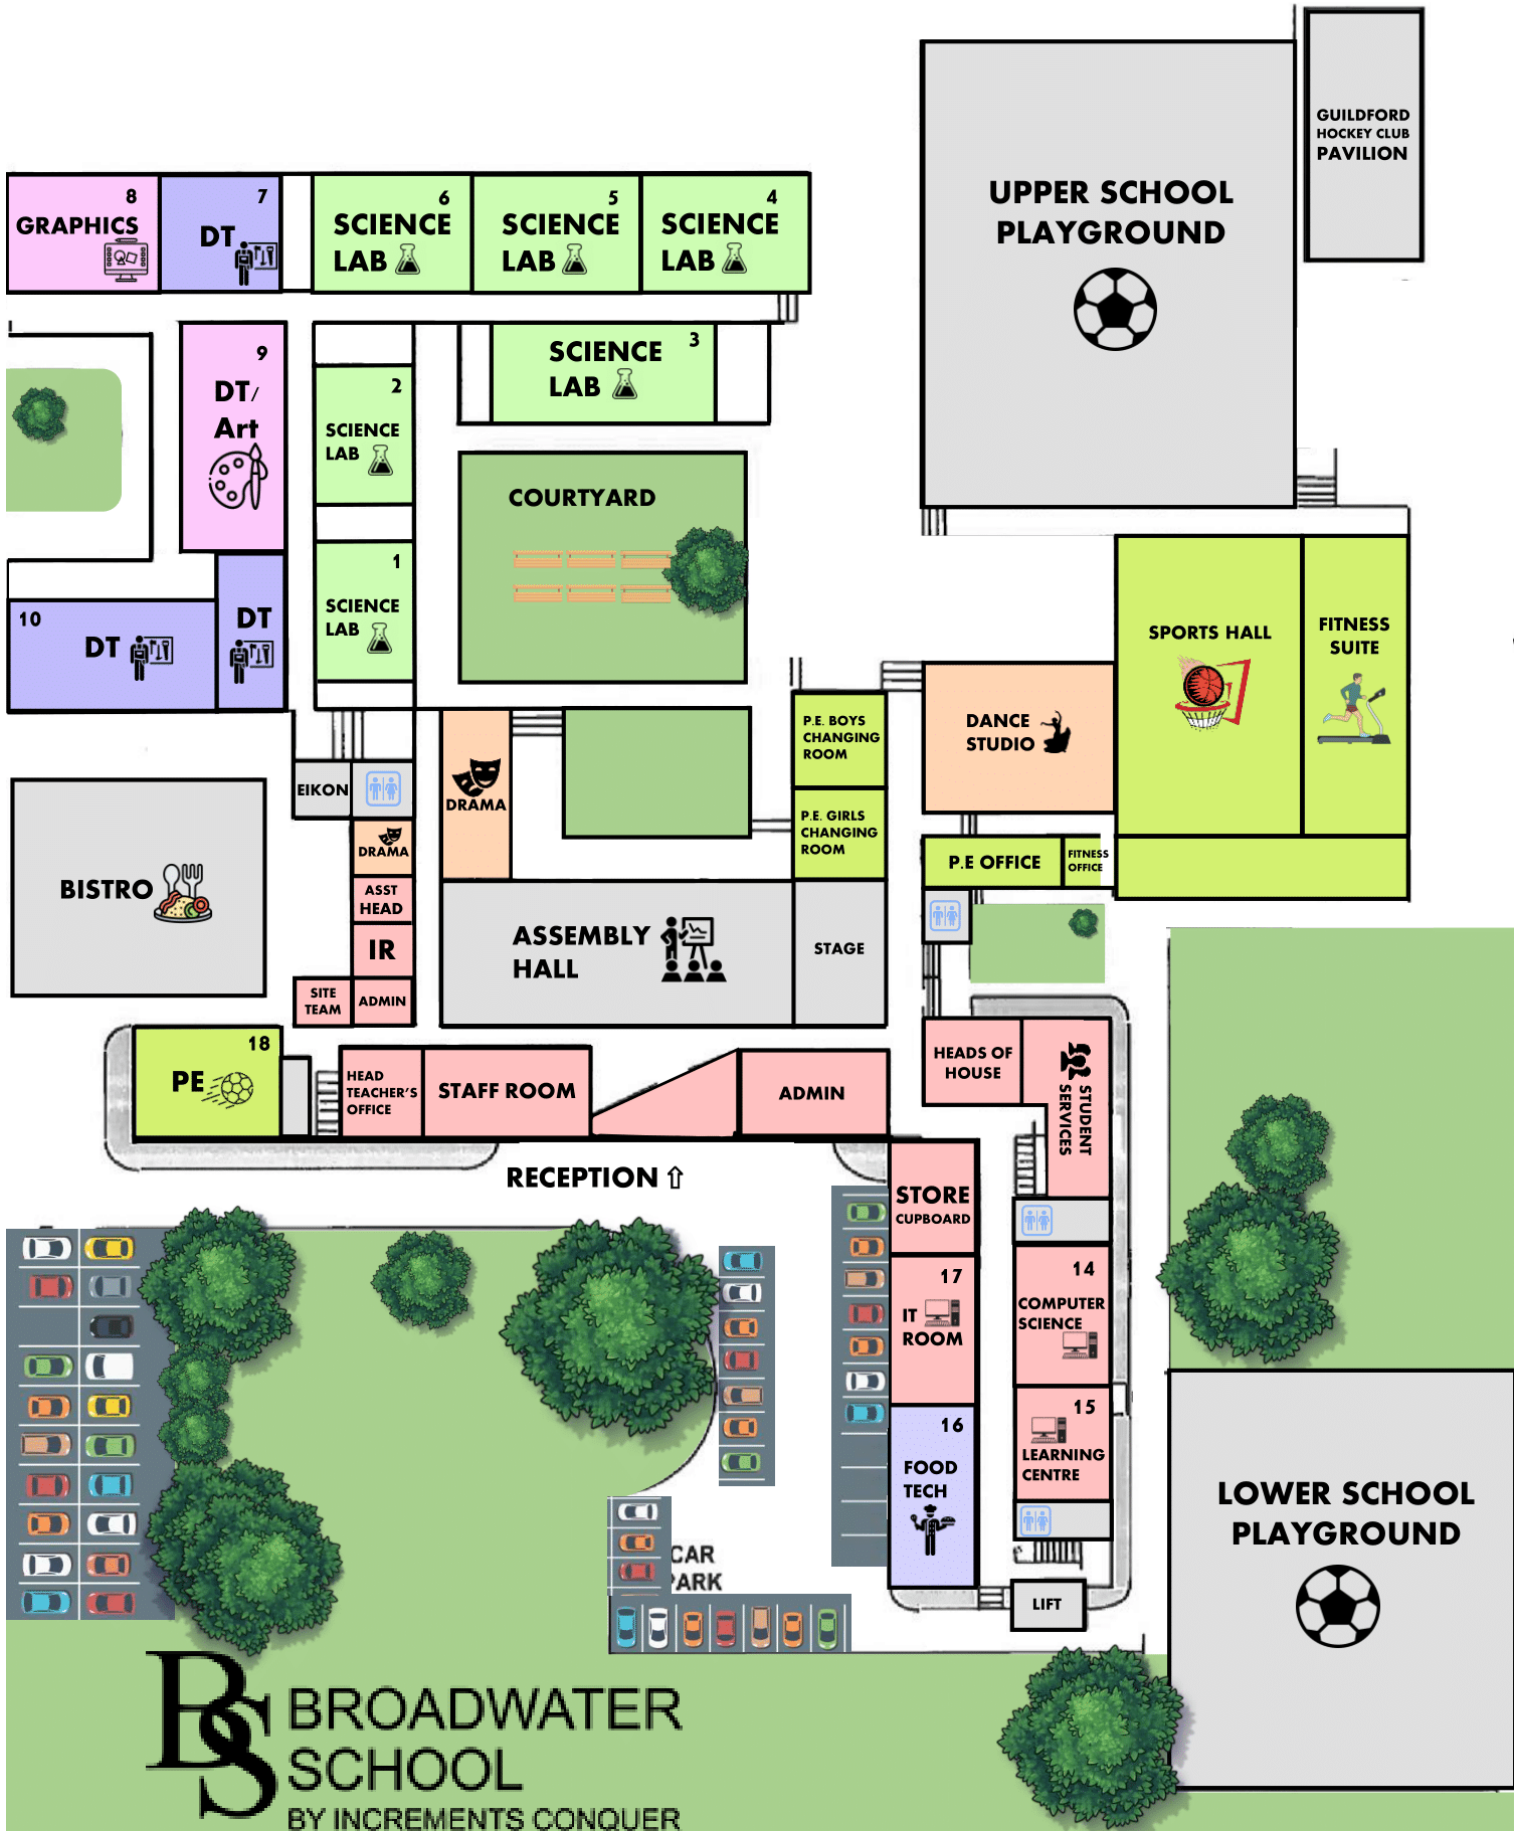 GUILDFORD
HOCKEY CLUB
PAVILION
UPPER SCHOOL
PLAYGROUND
8
GRAPHICS
7
DT
6
SCIENCE
LAB
5
SCIENCE
LAB
4
SCIENCE
LAB
9
DT/
Art
2
SCIENCE
LAB
3
SCIENCE
LAB
COURTYARD
1
SCIENCE
LAB
10
DT
DT
SPORTS HALL
FITNESS
SUITE
DANCE
STUDIO
P.E. BOYS
CHANGING
ROOM
P.E. GIRLS
CHANGING
ROOM
DRAMA
EIKON
DRAMA
ASST
HEAD
IR
SITE
TEAM
ADMIN
BISTRO
ASSEMBLY
HALL
STAGE
P.E OFFICE
FITNESS
OFFICE
18
PE
HEAD
TEACHER'S
OFFICE
STAFF ROOM
ADMIN
HEADS OF
HOUSE
STUDENT
SERVICES
RECEPTION ⇧
STORE
CUPBOARD
17
IT
ROOM
14
COMPUTER
SCIENCE
16
FOOD
TECH
15
LEARNING
CENTRE
LIFT
CAR
PARK
LOWER SCHOOL
PLAYGROUND
BS
BROADWATER
SCHOOL
BY INCREMENTS CONQUER